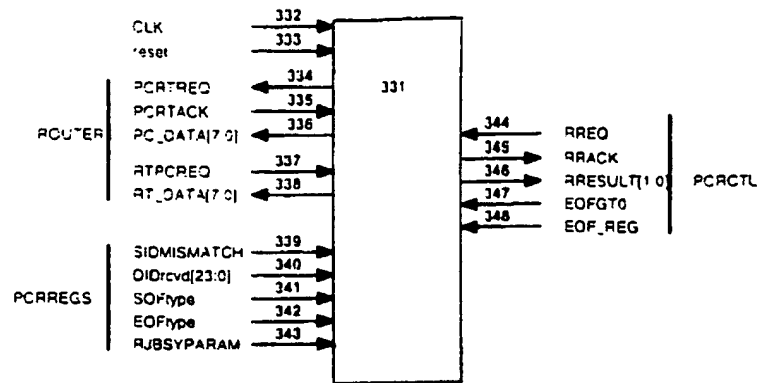 CLK 332
reset 333
PCRTREQ 334
331
PCRTACK 335
ROUTER
PC_DATA[7:0] 336
RTPCREQ 337
RT_DATA[7:0] 338
344 RREQ
345 RRACK
346 RRESULT[1:0]
PCRCTL
347 EOFGT0
348 EOF_REG
SIDMISMATCH 339
OIDrcvd[23:0] 340
PCRREGS
SOFtype 341
EOFtype 342
RJBSYPARAM 343